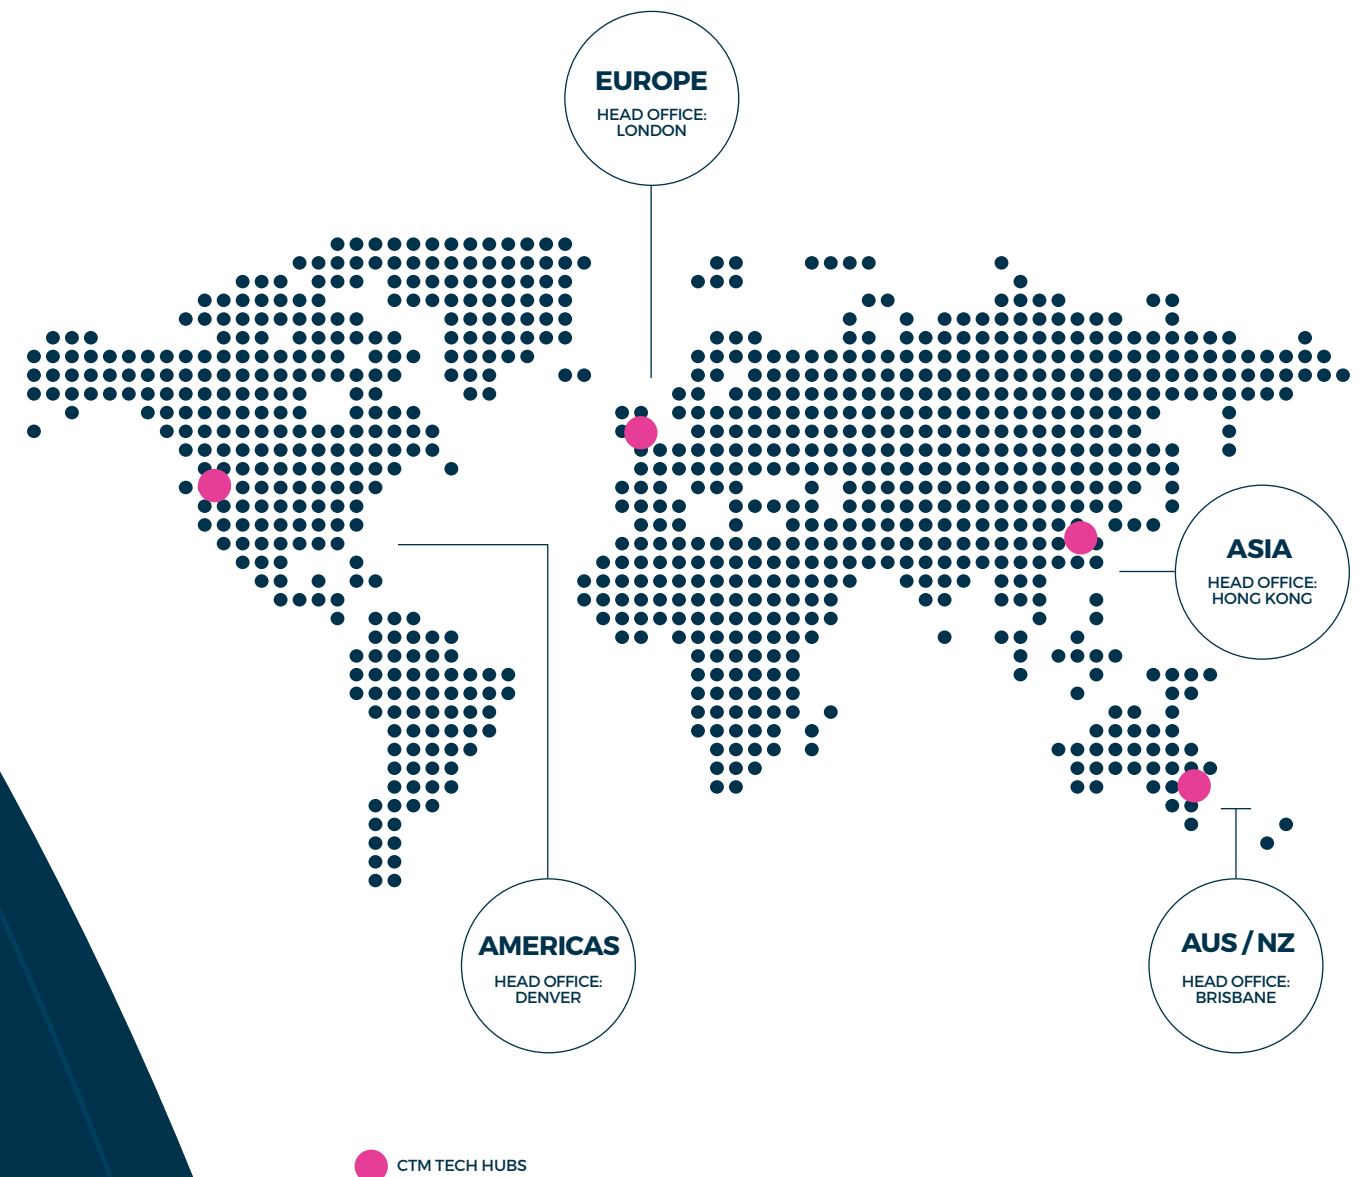 EUROPE
HEAD OFFICE:
LONDON
ASIA
HEAD OFFICE:
HONG KONG
AMERICAS
HEAD OFFICE:
DENVER
AUS / NZ
HEAD OFFICE:
BRISBANE
CTM TECH HUBS